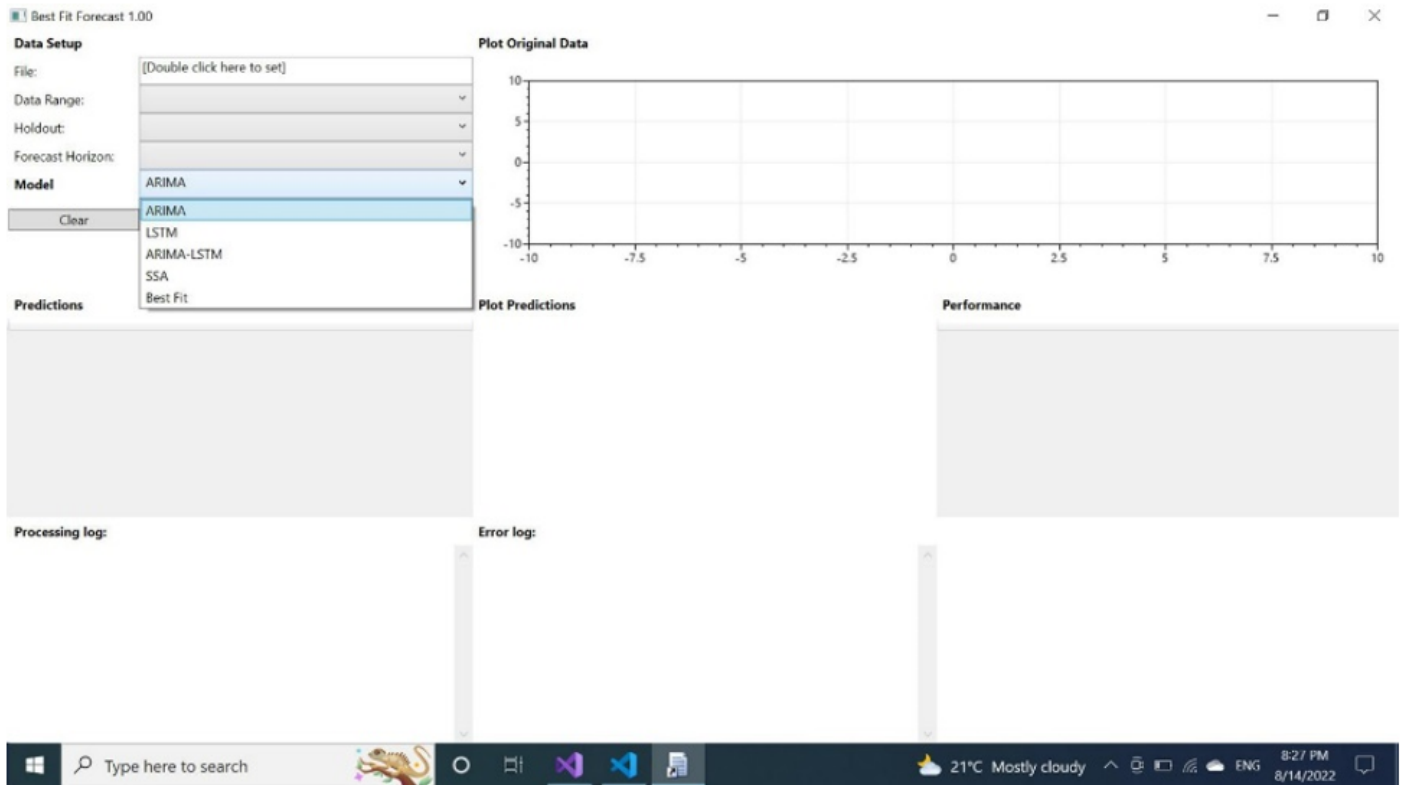 Best Fit Forecast 1.00
Data Setup
File:
[Double click here to set]
Data Range:
Holdout:
Forecast Horizon:
Model
ARIMA
Clear
ARIMA
LSTM
ARIMA-LSTM
SSA
Best Fit
Plot Original Data
10
5
0
-5
-10
-10 -7.5 -5 -2.5 0 2.5 5 7.5 10
Predictions
Plot Predictions
Performance
Processing log:
Error log:
Type here to search
21°C Mostly cloudy
ENG
8:27 PM
8/14/2022